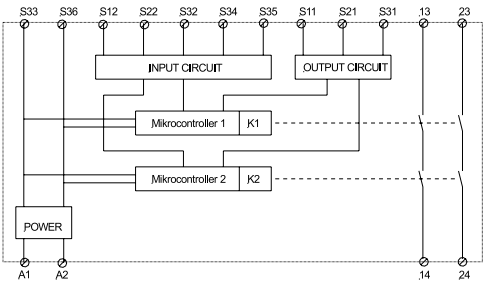 S33 S36 S12 S22 S32 S34 S35 S11 S21 S31 13 23
INPUT CIRCUIT OUTPUT CIRCUIT
Mikrocontroller 1 K1
Mikrocontroller 2 K2
POWER
A1 A2 14 24